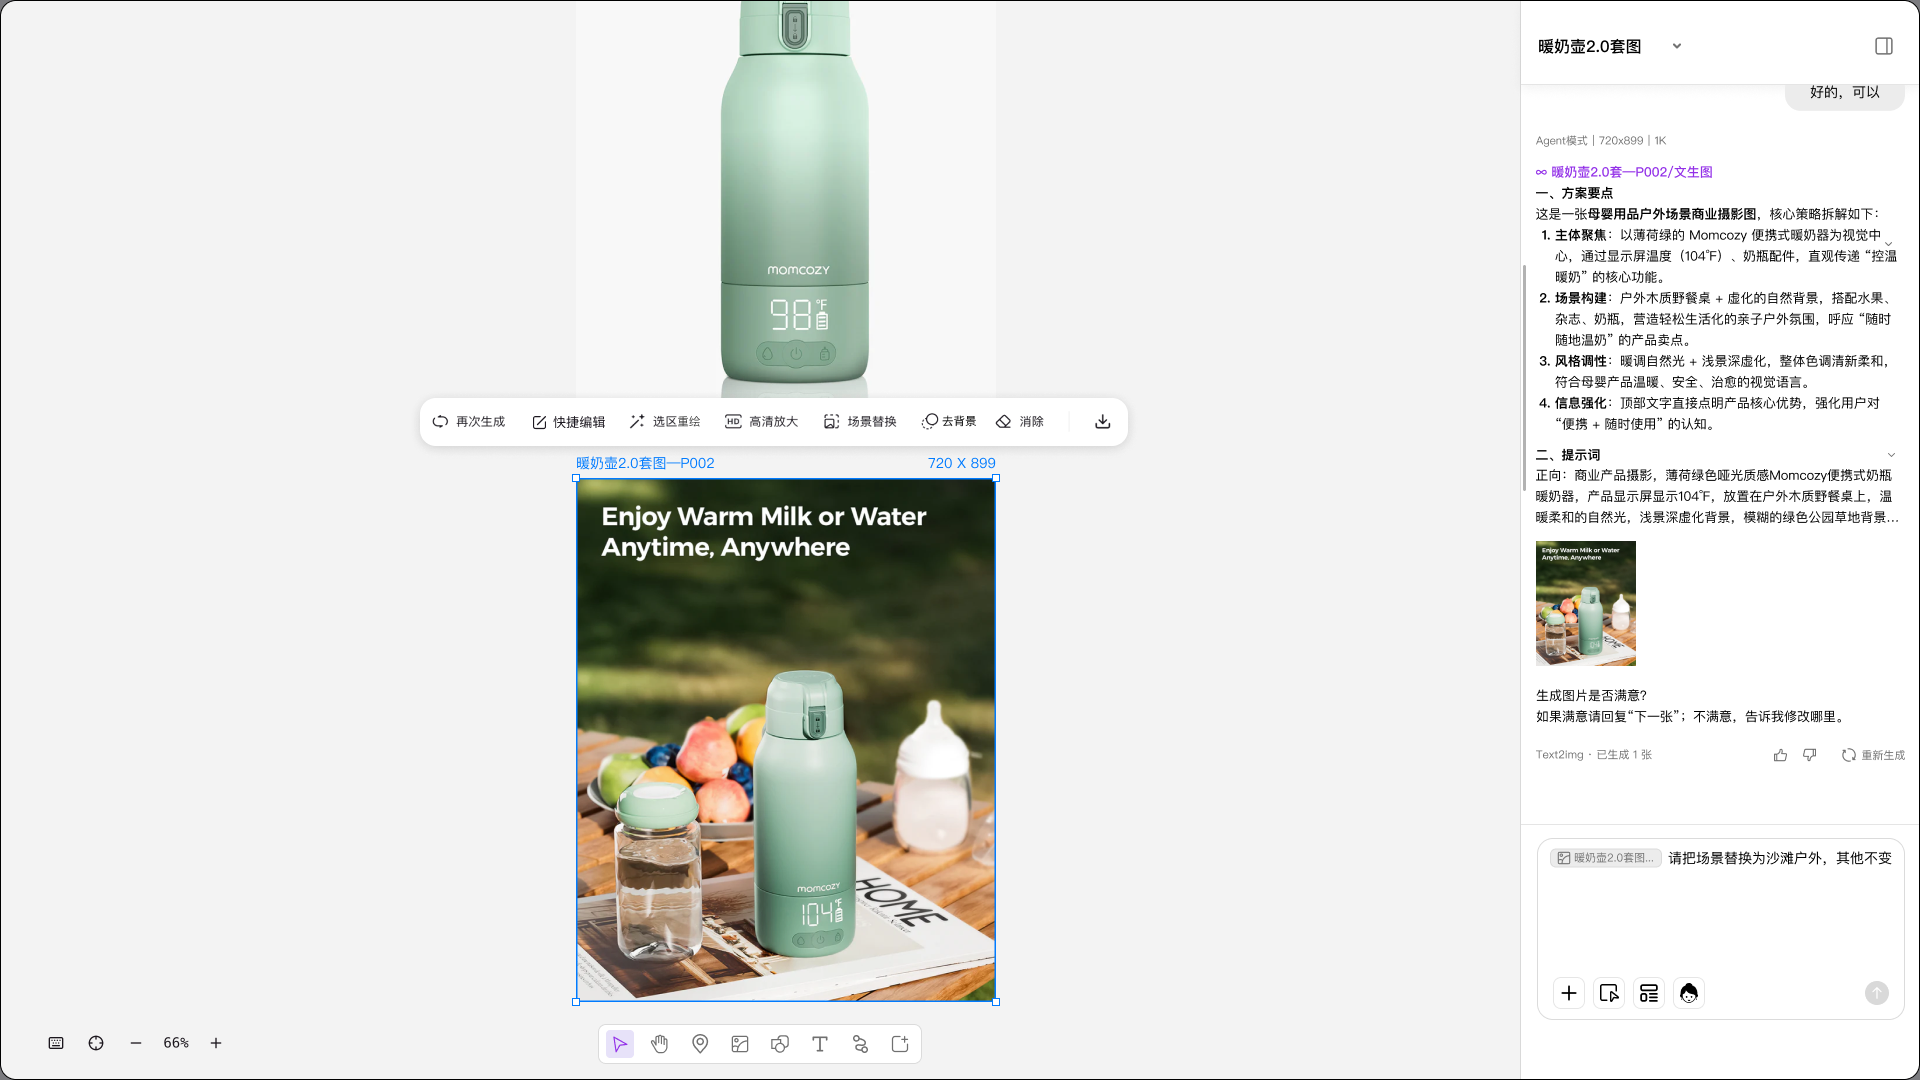 momcozy
98°F
再次生成
快捷编辑
选区重绘
HD 高清放大
场景替换
去背景
消除
暖奶壶2.0套图—P002
720 X 899
Enjoy Warm Milk or Water
Anytime, Anywhere
momcozy
104°F
HOME
66%
T
暖奶壶2.0套图
好的，可以
Agent模式 | 720x899 | 1K
暖奶壶2.0套—P002/文生图
一、方案要点
这是一张母婴用品户外场景商业摄影图，核心策略拆解如下：
1. 主体聚焦：以薄荷绿的 Momcozy 便携式暖奶器为视觉中
心，通过显示屏温度（104°F）、奶瓶配件，直观传递 “控温
暖奶” 的核心功能。
2. 场景构建：户外木质野餐桌 + 虚化的自然背景，搭配水果、
杂志、奶瓶，营造轻松生活化的亲子户外氛围，呼应 “随时
随地温奶” 的产品卖点。
3. 风格调性：暖调自然光 + 浅景深虚化，整体色调清新柔和，
符合母婴产品温暖、安全、治愈的视觉语言。
4. 信息强化：顶部文字直接点明产品核心优势，强化用户对
“便携 + 随时使用” 的认知。
二、提示词
正向：商业产品摄影，薄荷绿色哑光质感Momcozy便携式奶瓶
暖奶器，产品显示屏显示104°F，放置在户外木质野餐桌上，温
暖柔和的自然光，浅景深虚化背景，模糊的绿色公园草地背景...
Enjoy Warm Milk or Water
Anytime, Anywhere
生成图片是否满意?
如果满意请回复“下一张”；不满意，告诉我修改哪里。
Text2img · 已生成 1 张
重新生成
暖奶壶2.0套图... 请把场景替换为沙滩户外，其他不变